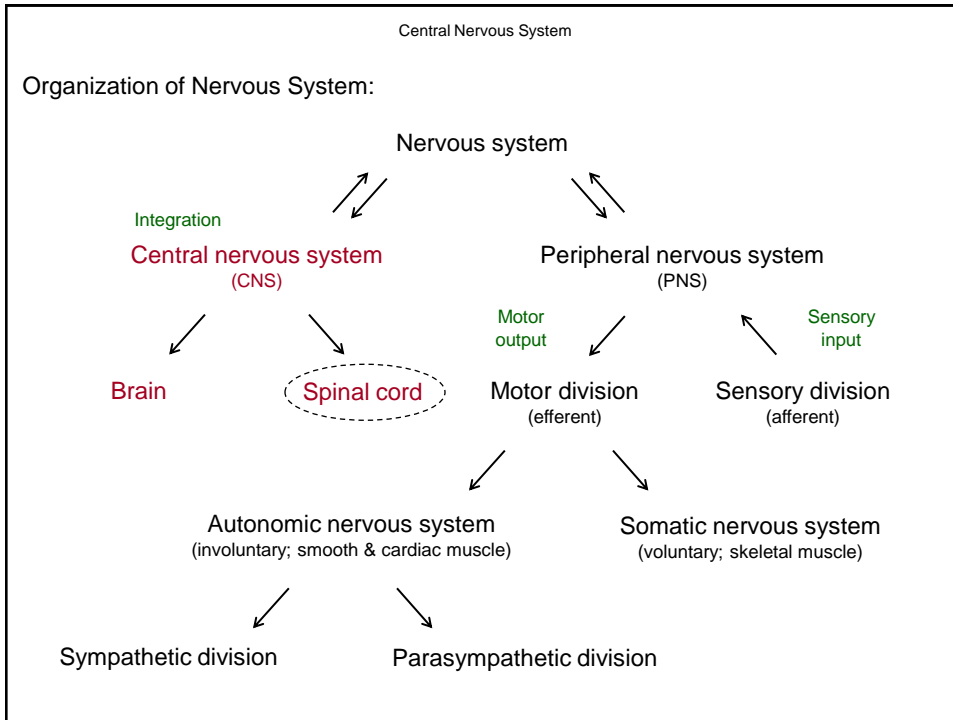 Central Nervous System
Organization of Nervous System:
Nervous system
Integration
Central nervous system
(CNS)
Peripheral nervous system
(PNS)
Motor
output
Sensory
input
Brain
Spinal cord
Motor division
(efferent)
Sensory division
(afferent)
Autonomic nervous system
(involuntary; smooth & cardiac muscle)
Somatic nervous system
(voluntary; skeletal muscle)
Sympathetic division
Parasympathetic division